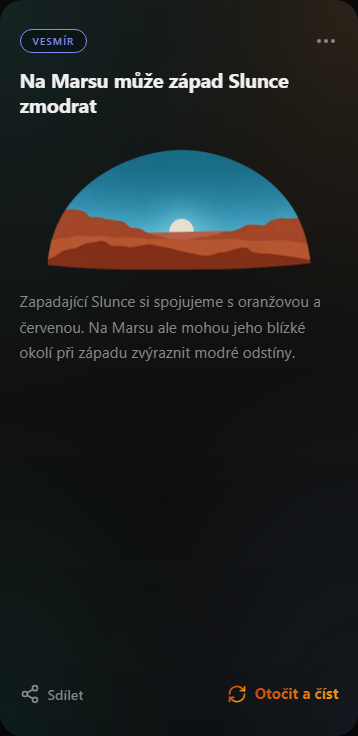 VESMÍR
Na Marsu může západ Slunce
zmodrat
Zapadající Slunce si spojujeme s oranžovou a
červenou. Na Marsu ale mohou jeho blízké
okolí při západu zvýraznit modré odstíny.
Sdílet
Otočit a číst